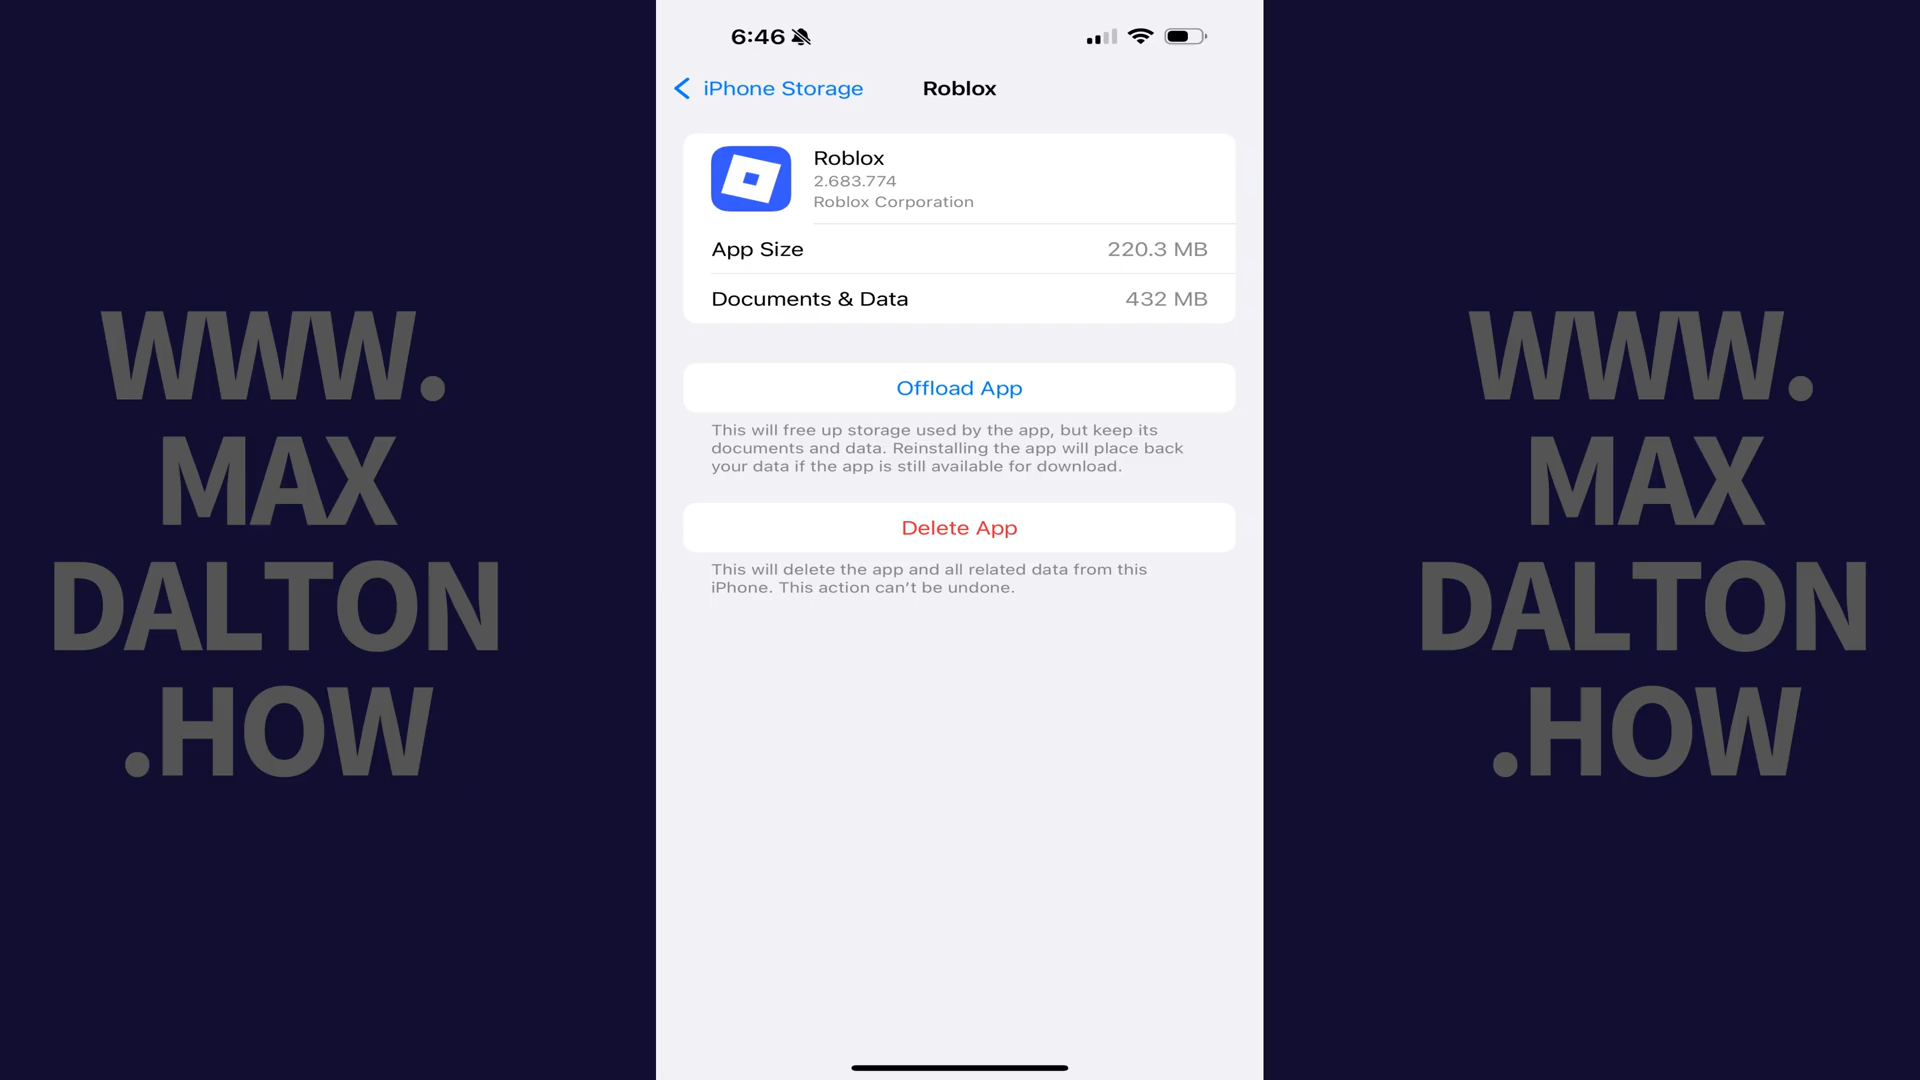 6:46
iPhone Storage
Roblox
Roblox
2.683.774
Roblox Corporation
App Size
220.3 MB
Documents & Data
432 MB
Offload App
This will free up storage used by the app, but keep its
documents and data. Reinstalling the app will place back
your data if the app is still available for download.
Delete App
This will delete the app and all related data from this
iPhone. This action can’t be undone.
WWW.
MAX
DALTON
.HOW
WWW.
MAX
DALTON
.HOW